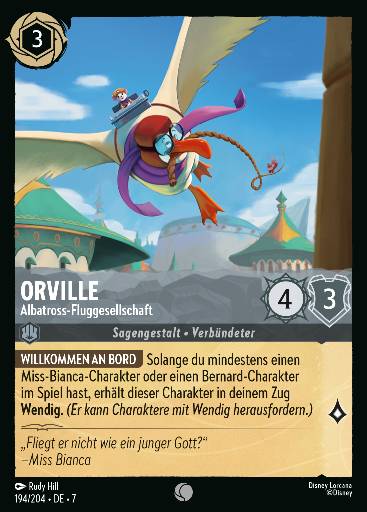 3
ORVILLE
Albatross-Fluggesellschaft
4
3
Sagengestalt • Verbündeter
WILLKOMMEN AN BORD Solange du mindestens einen
Miss-Bianca-Charakter oder einen Bernard-Charakter
im Spiel hast, erhält dieser Charakter in deinem Zug
Wendig. (Er kann Charaktere mit Wendig herausfordern.)
„Fliegt er nicht wie ein junger Gott?“
–Miss Bianca
Rudy Hill
194/204 • DE • 7
Disney Lorcana
©Disney